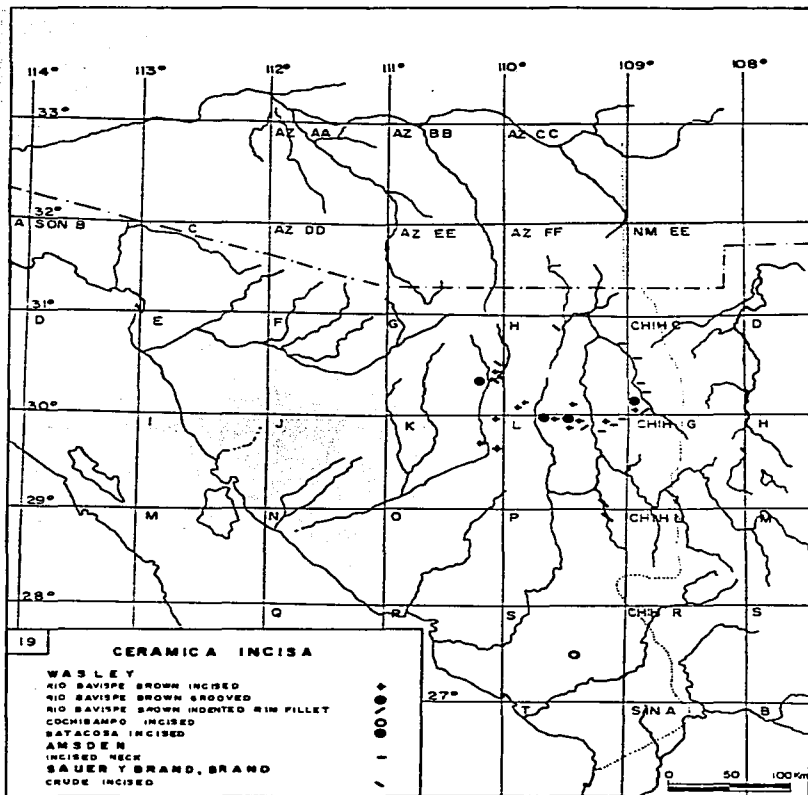 114° 113° 112° 111° 110° 109° 108°
33°
AZ AA AZ BB AZ CC
32°
A SON B C AZ DD AZ EE AZ FF NM EE
31°
D E F G H CHIH C D
30°
I J K L CHIH G H
29°
M N O P CHIH L M
28°
Q R S CHIH R S
27°
T SINA B
19
CERAMICA INCISA
WASLEY
RIO BAVISPE BROWN INCISED
RIO BAVISPE BROWN GROOVED
RIO BAVISPE BROWN INDENTED RIM FILLET
COCHIBAMPO INCISED
BATACOSA INCISED
AMSDEN
INCISED NECK
SAUER Y BRAND, BRAND
CRUDE INCISED
0 50 100 Km